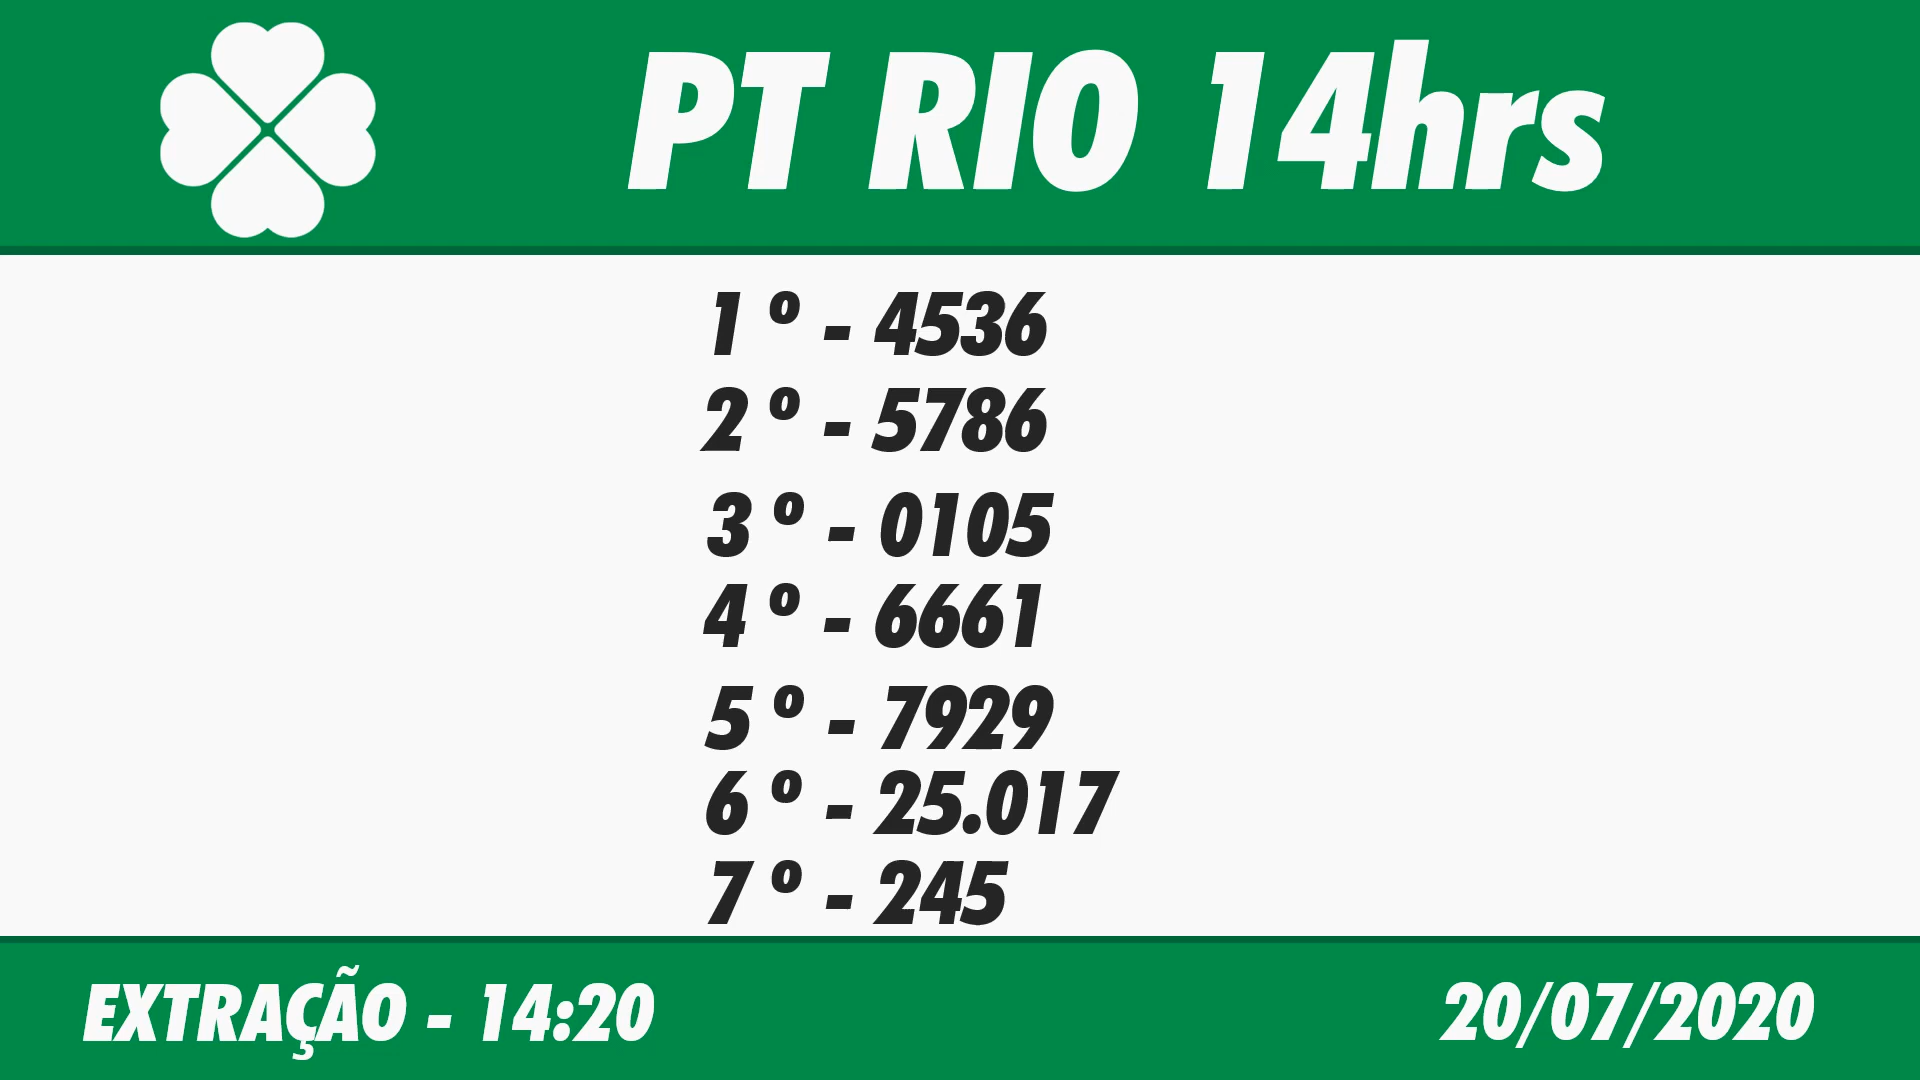 PT RIO 14hrs
1 º - 4536
2 º - 5786
3 º - 0105
4 º - 6661
5 º - 7929
6 º - 25.017
7 º - 245
EXTRAÇÃO - 14:20
20/07/2020